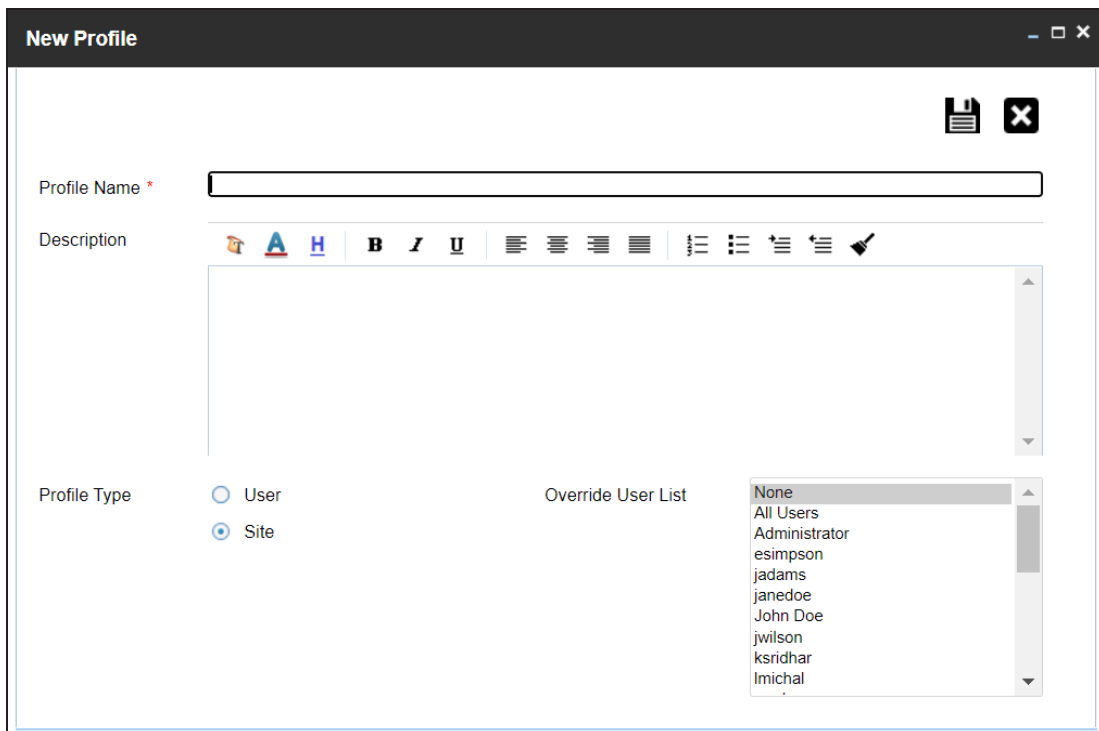 New Profile
Profile Name *
Description
Profile Type
User
Site
Override User List
None
All Users
Administrator
esimpson
jadams
janedoe
John Doe
jwilson
ksridhar
lmichal